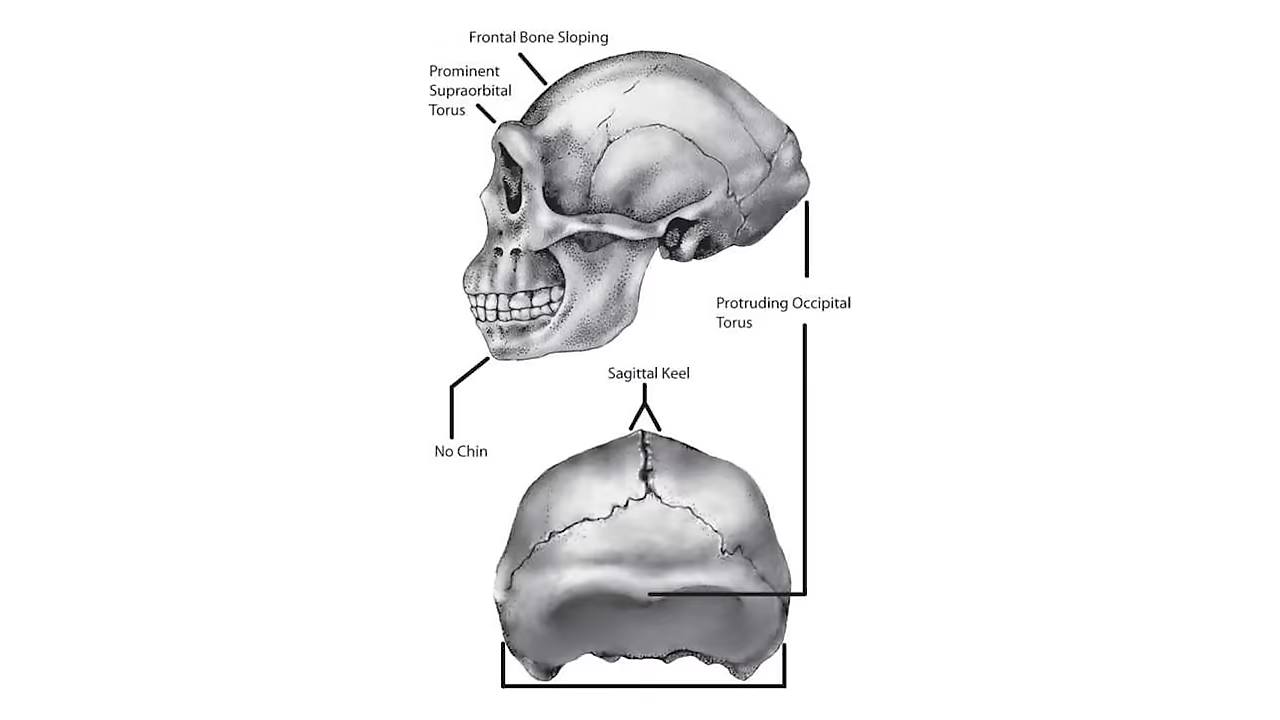 Frontal Bone Sloping
Prominent
Supraorbital
Torus
Protruding Occipital
Torus
Sagittal Keel
No Chin